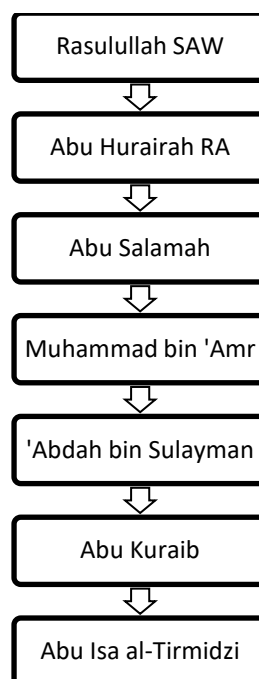 Rasulullah SAW
Abu Hurairah RA
Abu Salamah
Muhammad bin 'Amr
'Abdah bin Sulayman
Abu Kuraib
Abu Isa al-Tirmidzi